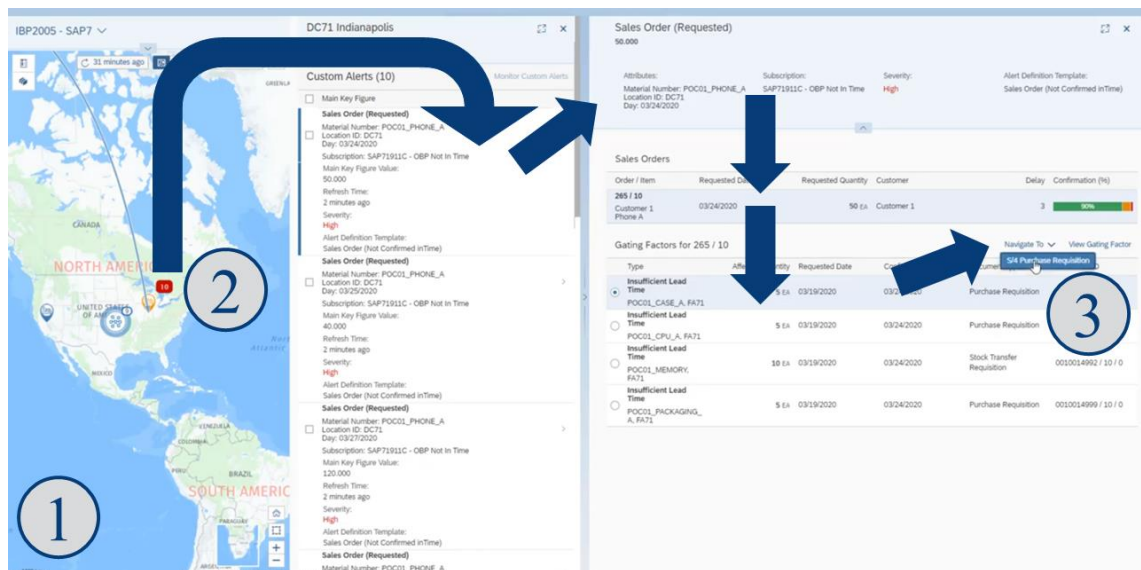 IBP2005 - SAP7
31 minutes ago
GREENLA
CANADA
NORTH AMERIC
UNITED STATES
OF AM
10
North
Atlantic
MEXICO
VENEZUELA
COLOMBIA
PERU
BRAZIL
SOUTH AMERIC
PARAGUAY
1
2
DC71 Indianapolis
Custom Alerts (10)
Monitor Custom Alerts
Main Key Figure
Sales Order (Requested)
Material Number: POC01_PHONE_A
Location ID: DC71
Day: 03/24/2020
Subscription: SAP71911C - OBP Not In Time
Main Key Figure Value:
50.000
Refresh Time:
2 minutes ago
Severity:
High
Alert Definition Template:
Sales Order (Not Confirmed inTime)
Sales Order (Requested)
Material Number: POC01_PHONE_A
Location ID: DC71
Day: 03/25/2020
Subscription: SAP71911C - OBP Not In Time
Main Key Figure Value:
40.000
Refresh Time:
2 minutes ago
Severity:
High
Alert Definition Template:
Sales Order (Not Confirmed inTime)
Sales Order (Requested)
Material Number: POC01_PHONE_A
Location ID: DC71
Day: 03/27/2020
Subscription: SAP71911C - OBP Not In Time
Main Key Figure Value:
120.000
Refresh Time:
2 minutes ago
Severity:
High
Alert Definition Template:
Sales Order (Not Confirmed inTime)
Sales Order (Requested)
Material Number: POC01_PHONE_A
Sales Order (Requested)
50.000
Attributes: Subscription: Severity: Alert Definition Template:
Material Number: POC01_PHONE_A SAP71911C - OBP Not In Time High Sales Order (Not Confirmed inTime)
Location ID: DC71
Day: 03/24/2020
Sales Orders
Order / Item Requested Da Requested Quantity Customer Delay Confirmation (%)
265 / 10
Customer 1 03/24/2020 50 EA Customer 1 3 90%
Phone A
Gating Factors for 265 / 10 Navigate To View Gating Factor
S/4 Purchase Requisition
Type Affe ntity Requested Date
Insufficient Lead
Time 5 EA 03/19/2020 Purchase Requisition
POC01_CASE_A, FA71
Insufficient Lead
Time 5 EA 03/19/2020 03/24/2020 Purchase Requisition
POC01_CPU_A, FA71
Insufficient Lead
Time 10 EA 03/19/2020 03/24/2020 Stock Transfer Requisition 0010014992 / 10 / 0
POC01_MEMORY,
FA71
Insufficient Lead
Time 5 EA 03/19/2020 03/24/2020 Purchase Requisition 0010014999 / 10 / 0
POC01_PACKAGING_
A, FA71
3